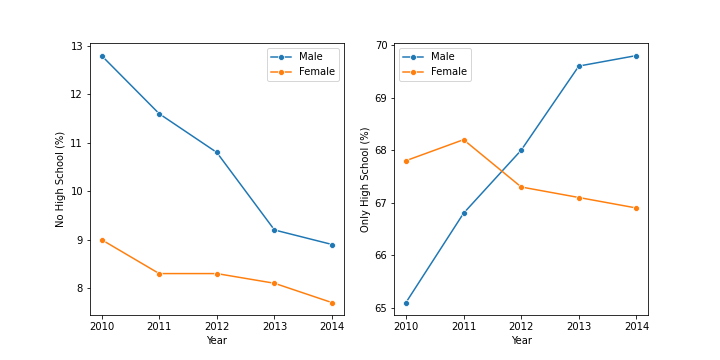 No High School (%)
13
12
11
10
9
8
2010 2011 2012 2013 2014
Year
Male
Female
Only High School (%)
70
69
68
67
66
65
2010 2011 2012 2013 2014
Year
Male
Female